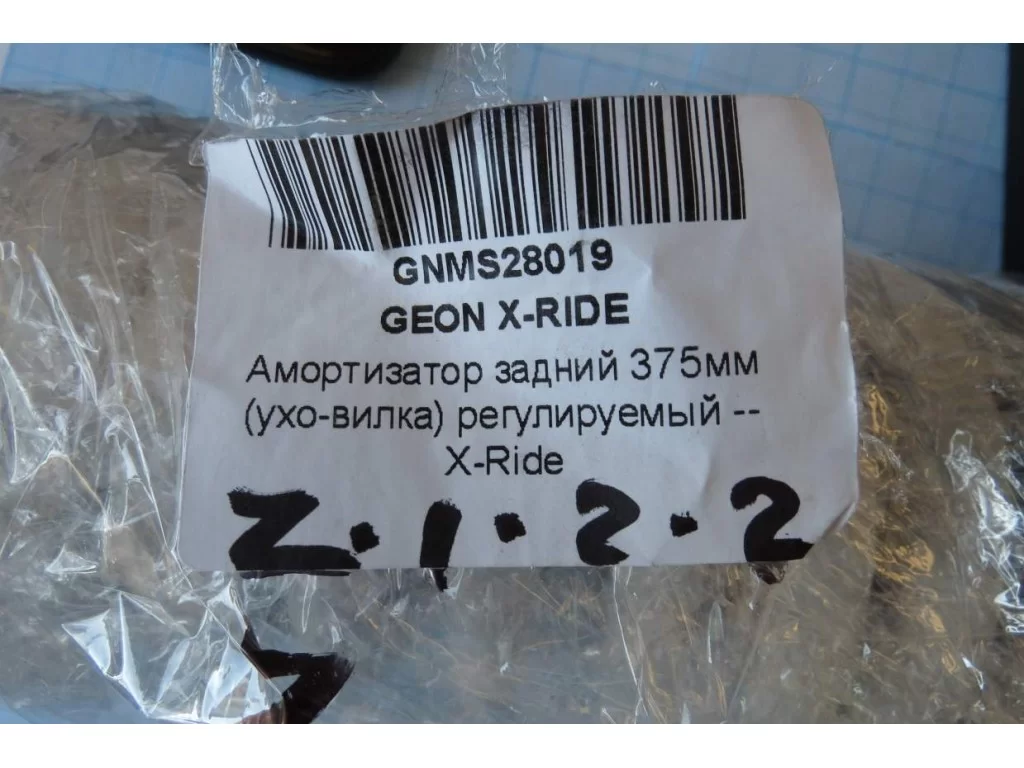 GNMS28019
GEON X-RIDE
Амортизатор задний 375мм
(ухо-вилка) регулируемый --
X-Ride
Z.1.2.2